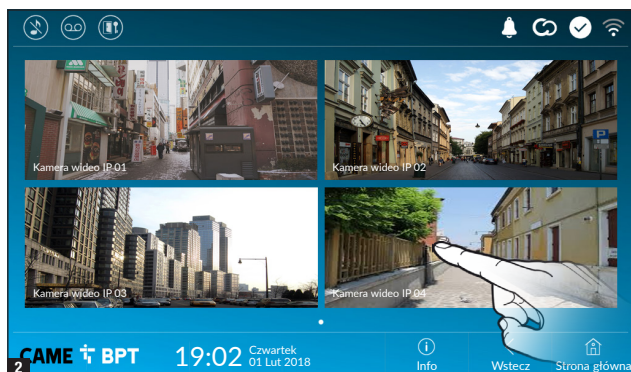 Kamera wideo IP 01
Kamera wideo IP 02
Kamera wideo IP 03
Kamera wideo IP 04
CAME BPT
19:02
Czwartek
01 Lut 2018
Info
Wstecz
Strona główna
2